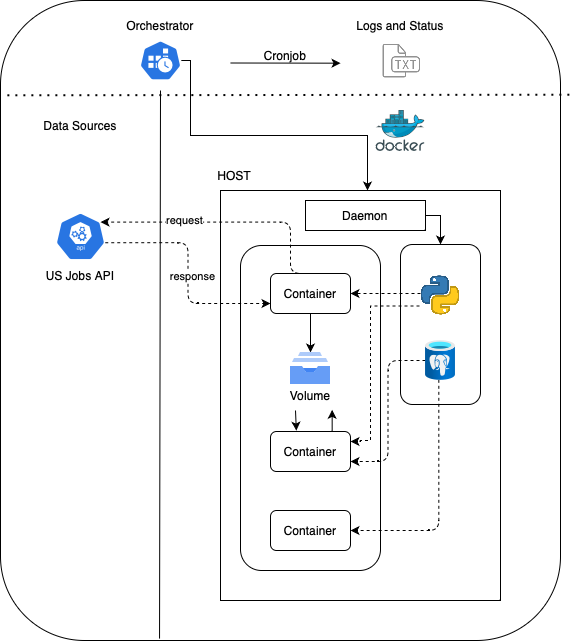 Orchestrator
Logs and Status
Cronjob
TXT
Data Sources
docker
HOST
Daemon
request
api
US Jobs API
response
Container
Volume
Container
Container